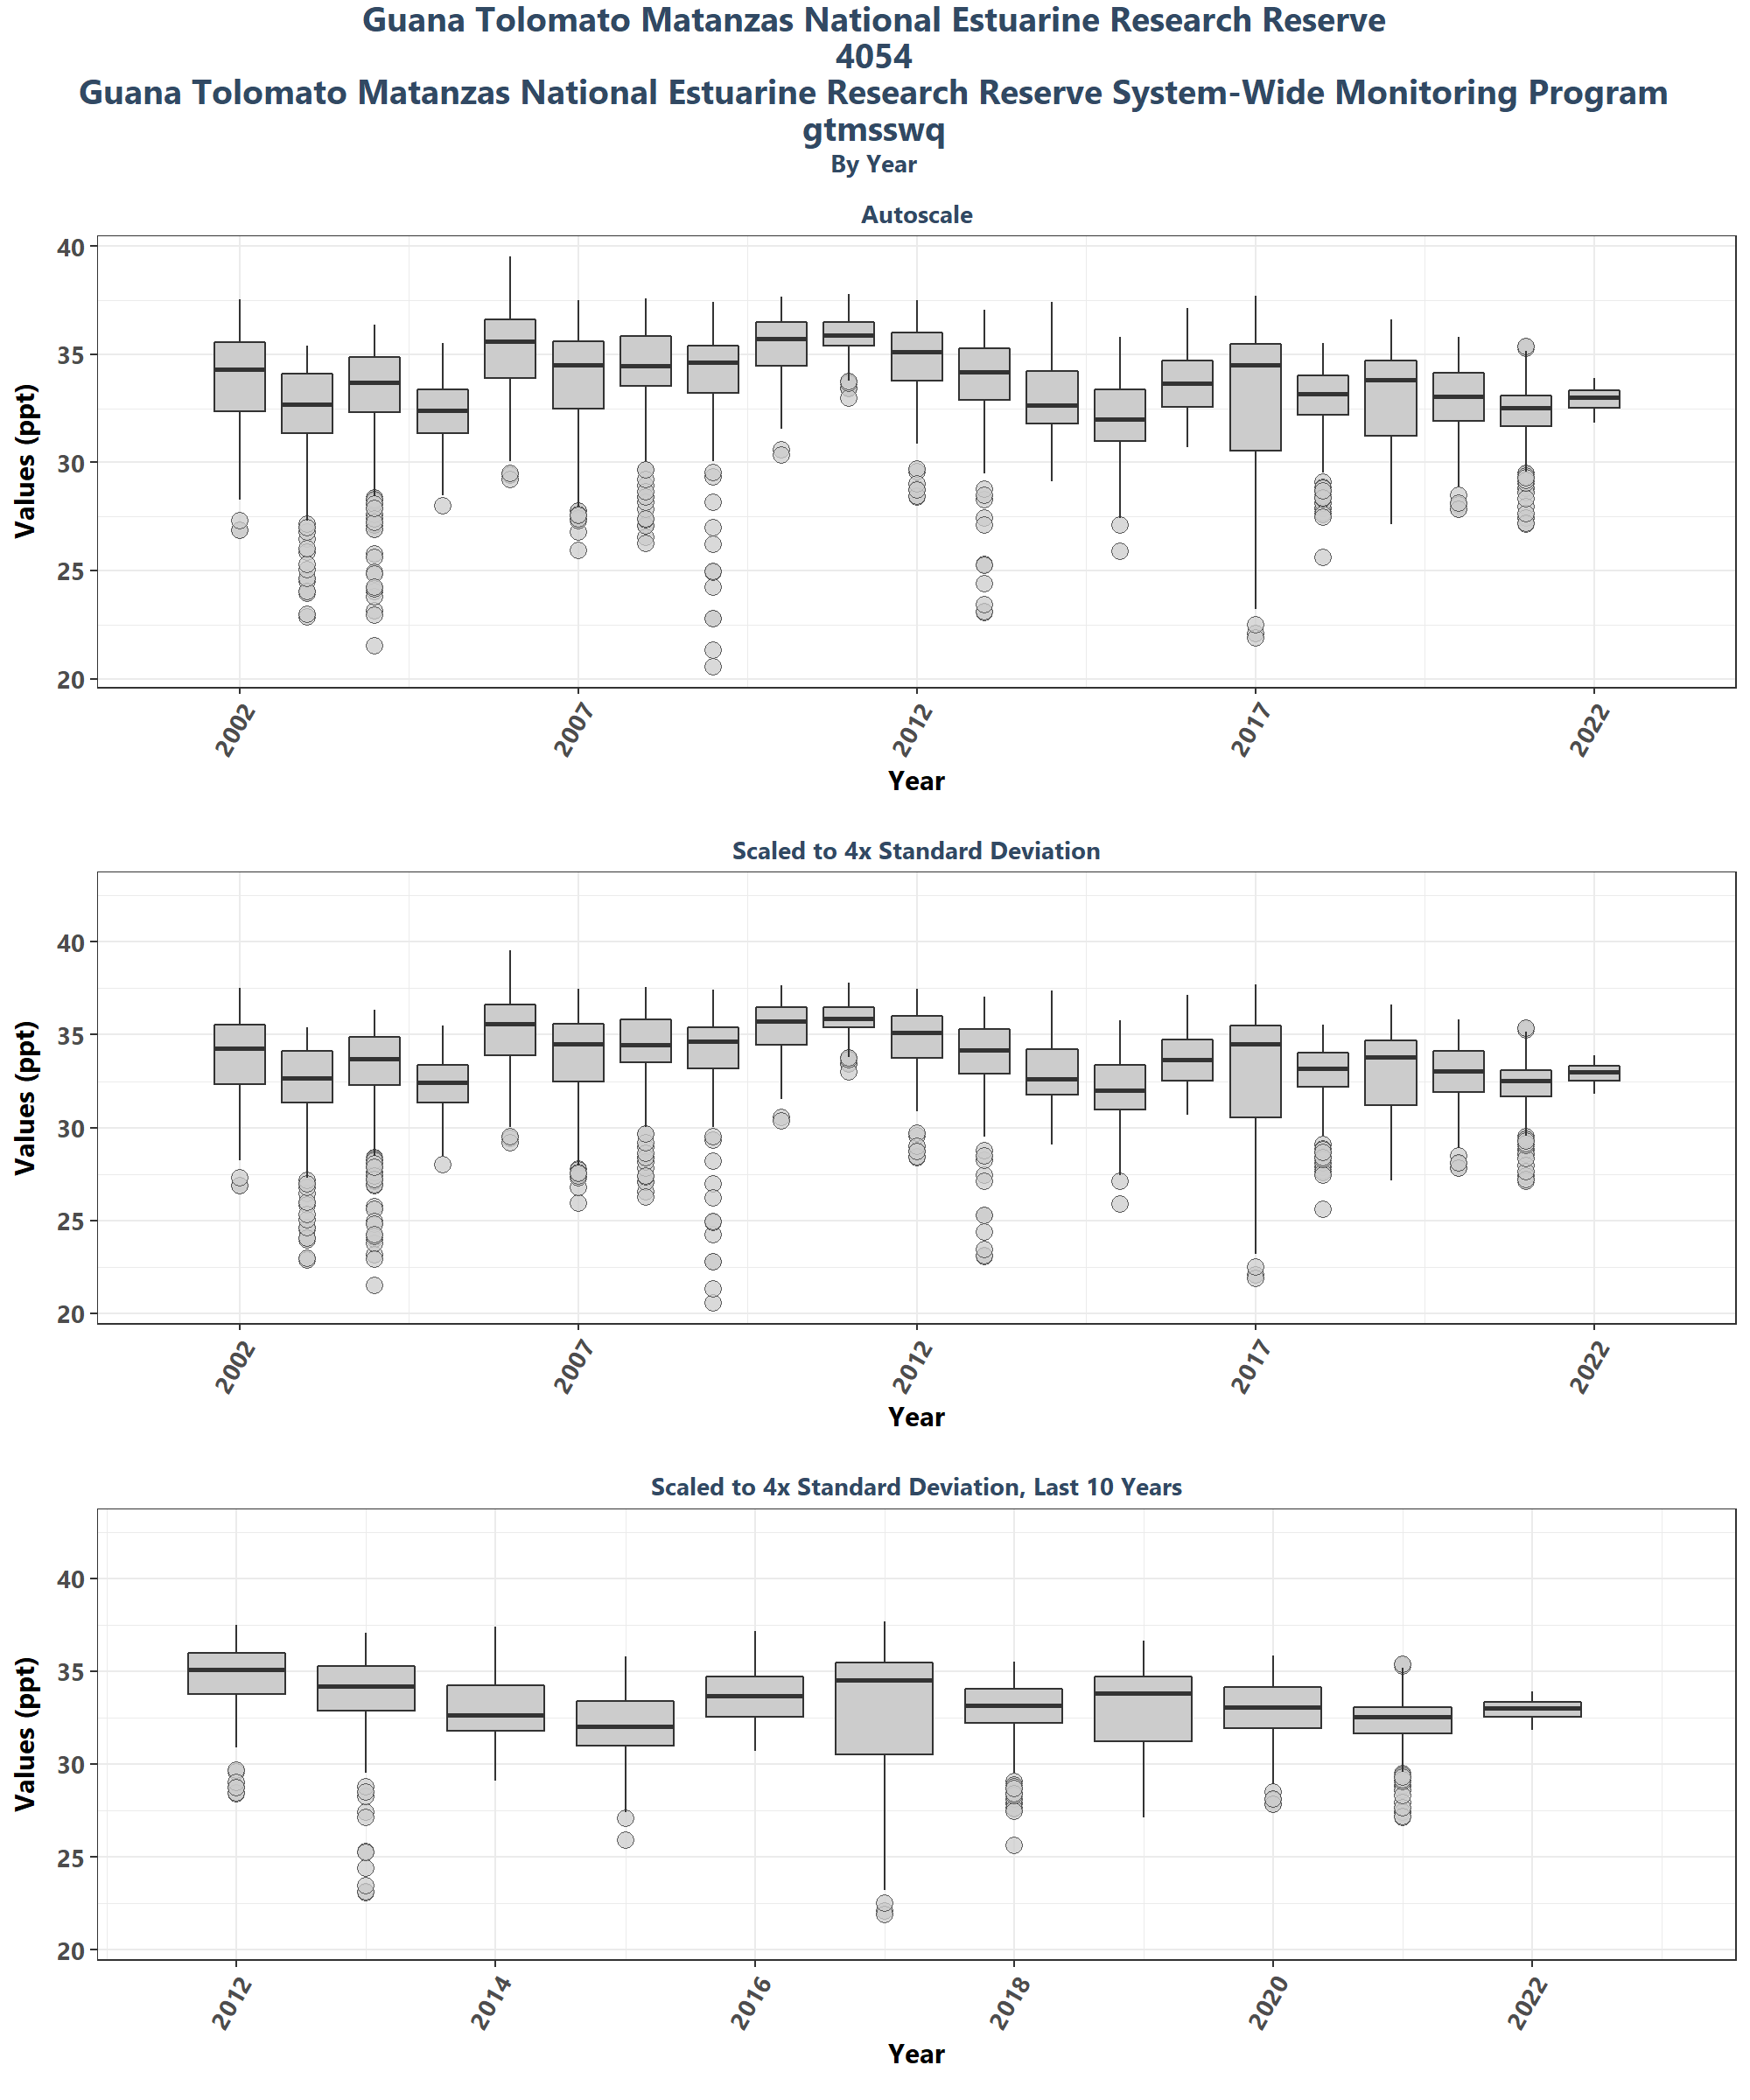 Guana Tolomato Matanzas National Estuarine Research Reserve
4054
Guana Tolomato Matanzas National Estuarine Research Reserve System-Wide Monitoring Program
gtmsswq
By Year
Autoscale
40
35
30
25
20
Values (ppt)
2002
2007
2012
2017
2022
Year
Scaled to 4x Standard Deviation
40
35
30
25
20
Values (ppt)
2002
2007
2012
2017
2022
Year
Scaled to 4x Standard Deviation, Last 10 Years
40
35
30
25
20
Values (ppt)
2012
2014
2016
2018
2020
2022
Year